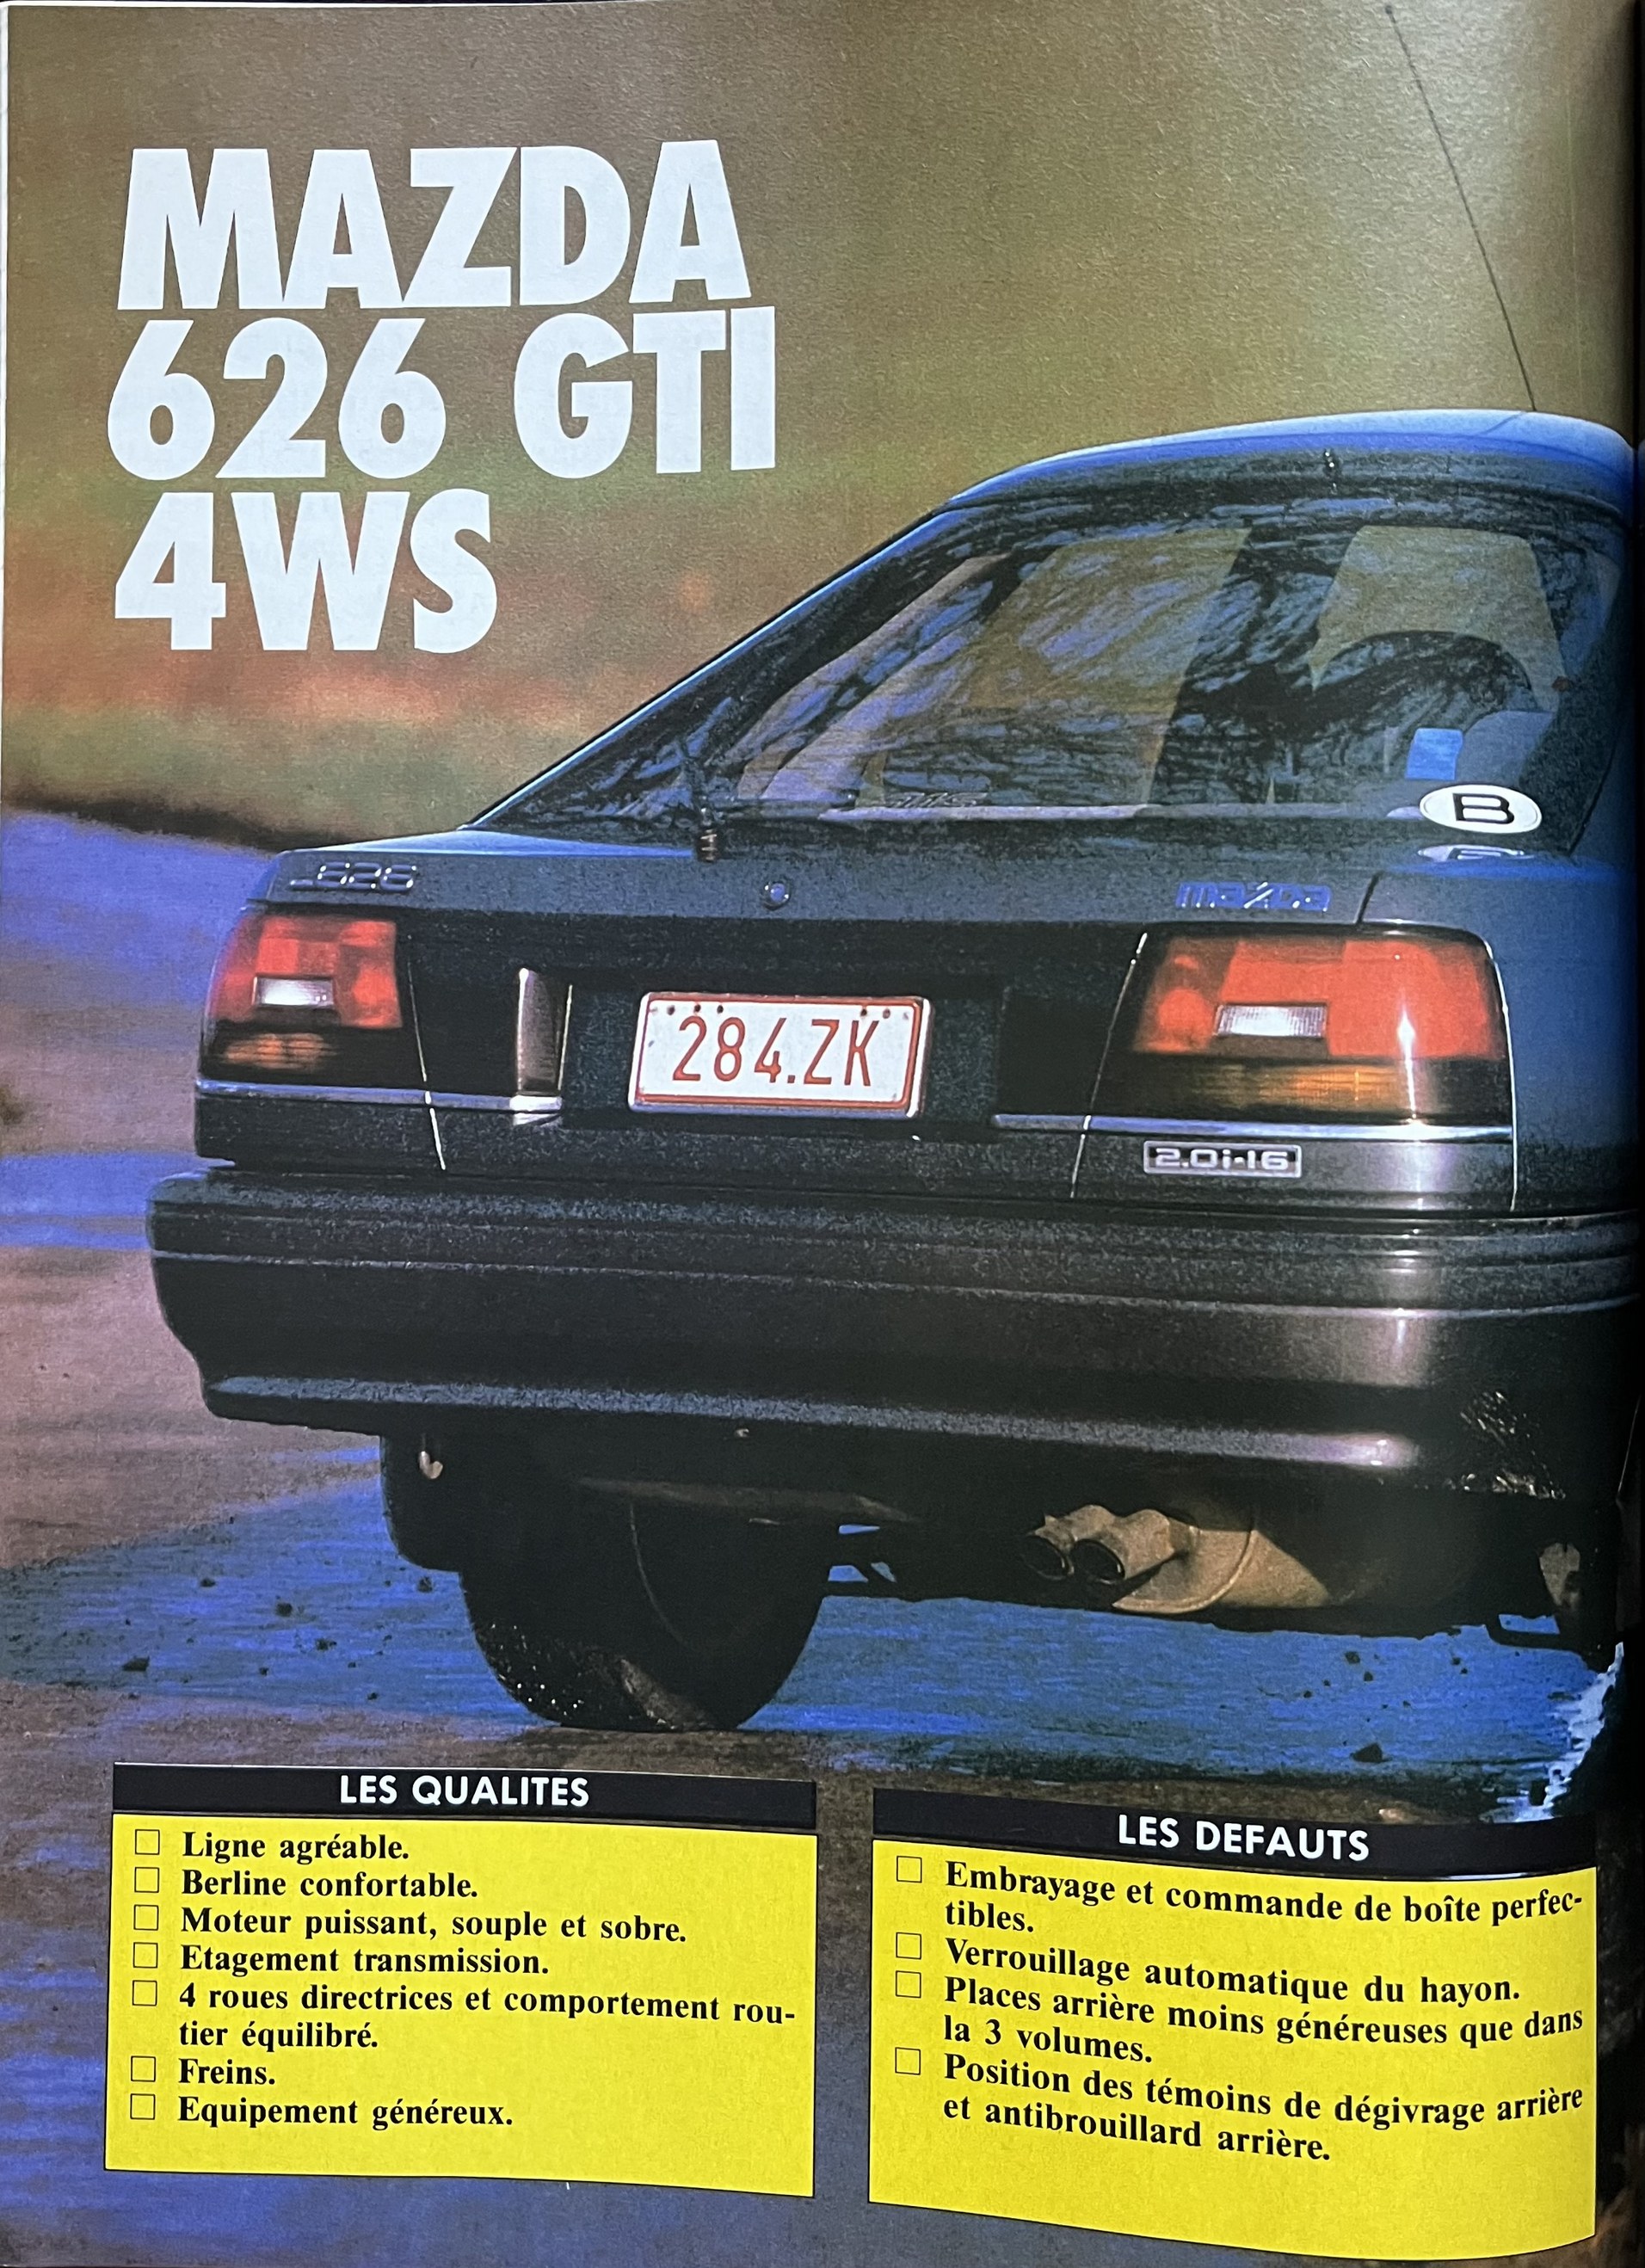 MAZDA
626 GTI
4WS
626
mazda
B
284.ZK
2.0i-16
LES QUALITES
Ligne agréable.
Berline confortable.
Moteur puissant, souple et sobre.
Etagement transmission.
4 roues directrices et comportement rou-
tier équilibré.
Freins.
Equipement généreux.
LES DEFAUTS
Embrayage et commande de boîte perfec-
tibles.
Verrouillage automatique du hayon.
Places arrière moins généreuses que dans
la 3 volumes.
Position des témoins de dégivrage arrière
et antibrouillard arrière.